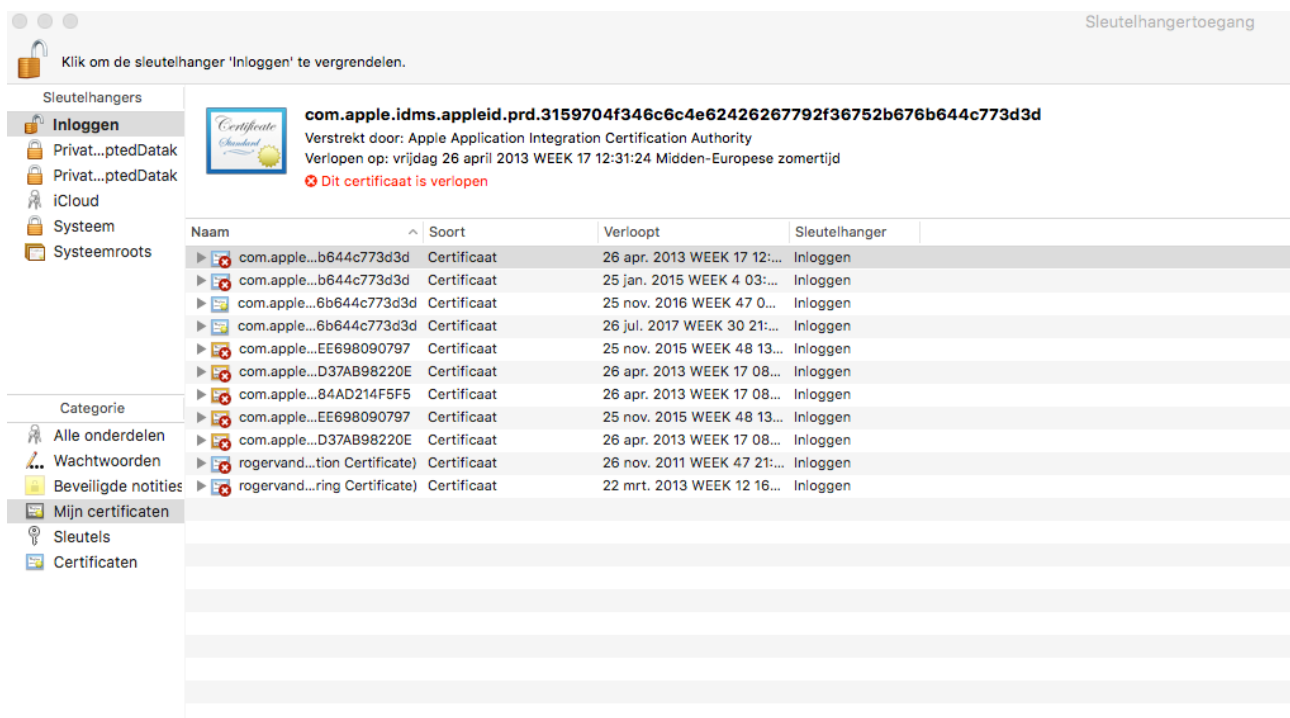 Sleutelhangertoegang
Klik om de sleutelhanger 'Inloggen' te vergrendelen.
Sleutelhangers
Inloggen
Privat...ptedDatak
Privat...ptedDatak
iCloud
Systeem
Systeemroots
Categorie
Alle onderdelen
Wachtwoorden
Beveiligde notities
Mijn certificaten
Sleutels
Certificaten
Certificate
Standard
com.apple.idms.appleid.prd.3159704f346c6c4e62426267792f36752b676b644c773d3d
Verstrekt door: Apple Application Integration Certification Authority
Verlopen op: vrijdag 26 april 2013 WEEK 17 12:31:24 Midden-Europese zomertijd
Dit certificaat is verlopen
Naam Soort Verloopt Sleutelhanger
com.apple...b644c773d3d Certificaat 26 apr. 2013 WEEK 17 12:... Inloggen
com.apple...b644c773d3d Certificaat 25 jan. 2015 WEEK 4 03:... Inloggen
com.apple...6b644c773d3d Certificaat 25 nov. 2016 WEEK 47 0... Inloggen
com.apple...6b644c773d3d Certificaat 26 jul. 2017 WEEK 30 21:... Inloggen
com.apple...EE698090797 Certificaat 25 nov. 2015 WEEK 48 13... Inloggen
com.apple...D37AB98220E Certificaat 26 apr. 2013 WEEK 17 08... Inloggen
com.apple...84AD214F5F5 Certificaat 26 apr. 2013 WEEK 17 08... Inloggen
com.apple...EE698090797 Certificaat 25 nov. 2015 WEEK 48 13... Inloggen
com.apple...D37AB98220E Certificaat 26 apr. 2013 WEEK 17 08... Inloggen
rogervand...tion Certificate) Certificaat 26 nov. 2011 WEEK 47 21:... Inloggen
rogervand...ring Certificate) Certificaat 22 mrt. 2013 WEEK 12 16... Inloggen